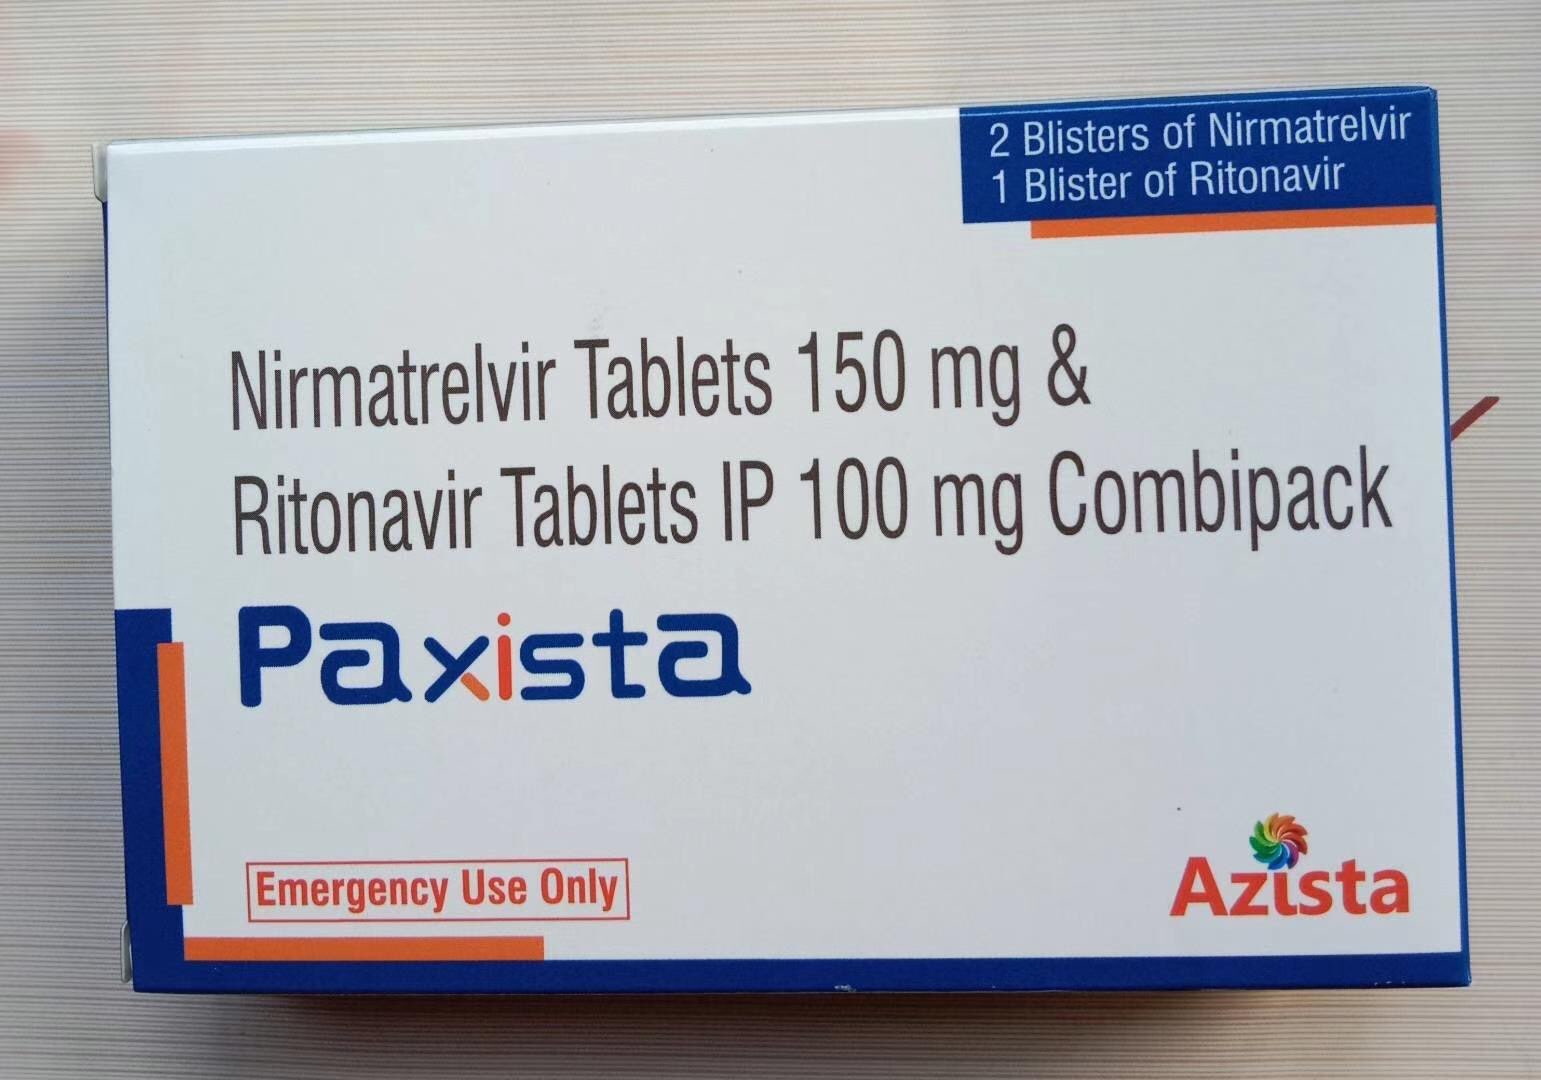 2 Blisters of Nirmatrelvir
1 Blister of Ritonavir
Nirmatrelvir Tablets 150 mg &
Ritonavir Tablets IP 100 mg Combipack
Paxista
Emergency Use Only
Azista